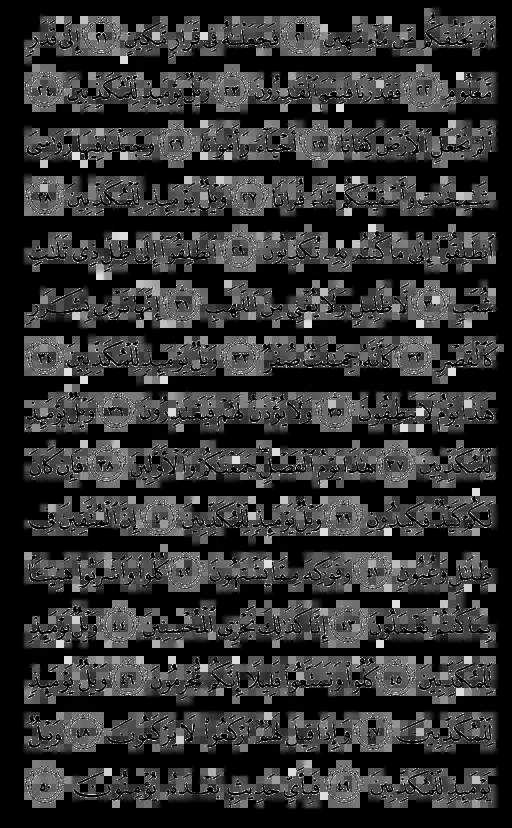 أَلَمْ نَخْلُقكُّم مِّن مَّآءٍ مَّهِينٍ ٢٠ فَجَعَلْنَٰهُ فِى قَرَارٍ مَّكِينٍ ٢١ إِلَىٰ قَدَرٍ
مَّعْلُومٍ ٢٢ فَقَدَرْنَا فَنِعْمَ ٱلْقَٰدِرُونَ ٢٣ وَيْلٌ يَوْمَئِذٍ لِّلْمُكَذِّبِينَ ٢٤
أَلَمْ نَجْعَلِ ٱلْأَرْضَ كِفَاتًا ٢٥ أَحْيَآءً وَأَمْوَٰتًا ٢٦ وَجَعَلْنَا فِيهَا رَوَٰسِىَ
شَٰمِخَٰتٍ وَأَسْقَيْنَٰكُم مَّآءً فُرَاتًا ٢٧ وَيْلٌ يَوْمَئِذٍ لِّلْمُكَذِّبِينَ ٢٨
ٱنطَلِقُوٓا۟ إِلَىٰ مَا كُنتُم بِهِۦ تُكَذِّبُونَ ٢٩ ٱنطَلِقُوٓا۟ إِلَىٰ ظِلٍّ ذِى ثَلَٰثِ
شُعَبٍ ٣٠ لَّا ظَلِيلٍ وَلَا يُغْنِى مِنَ ٱللَّهَبِ ٣١ إِنَّهَا تَرْمِى بِشَرَرٍ
كَٱلْقَصْرِ ٣٢ كَأَنَّهُۥ جِمَٰلَتٌ صُفْرٌ ٣٣ وَيْلٌ يَوْمَئِذٍ لِّلْمُكَذِّبِينَ ٣٤
هَٰذَا يَوْمُ لَا يَنطِقُونَ ٣٥ وَلَا يُؤْذَنُ لَهُمْ فَيَعْتَذِرُونَ ٣٦ وَيْلٌ يَوْمَئِذٍ
لِّلْمُكَذِّبِينَ ٣٧ هَٰذَا يَوْمُ ٱلْفَصْلِ جَمَعْنَٰكُمْ وَٱلْأَوَّلِينَ ٣٨ فَإِن كَانَ
لَكُمْ كَيْدٌ فَكِيدُونِ ٣٩ وَيْلٌ يَوْمَئِذٍ لِّلْمُكَذِّبِينَ ٤٠ إِنَّ ٱلْمُتَّقِينَ فِى
ظِلَٰلٍ وَعُيُونٍ ٤١ وَفَوَٰكِهَ مِمَّا يَشْتَهُونَ ٤٢ كُلُوا۟ وَٱشْرَبُوا۟ هَنِيٓـًٔۢا
بِمَا كُنتُمْ تَعْمَلُونَ ٤٣ إِنَّا كَذَٰلِكَ نَجْزِى ٱلْمُحْسِنِينَ ٤٤ وَيْلٌ يَوْمَئِذٍ
لِّلْمُكَذِّبِينَ ٤٥ كُلُوا۟ وَتَمَتَّعُوا۟ قَلِيلًا إِنَّكُم مُّجْرِمُونَ ٤٦ وَيْلٌ يَوْمَئِذٍ
لِّلْمُكَذِّبِينَ ٤٧ وَإِذَا قِيلَ لَهُمُ ٱرْكَعُوا۟ لَا يَرْكَعُونَ ٤٨ وَيْلٌ
يَوْمَئِذٍ لِّلْمُكَذِّبِينَ ٤٩ فَبِأَىِّ حَدِيثٍۭ بَعْدَهُۥ يُؤْمِنُونَ ٥٠